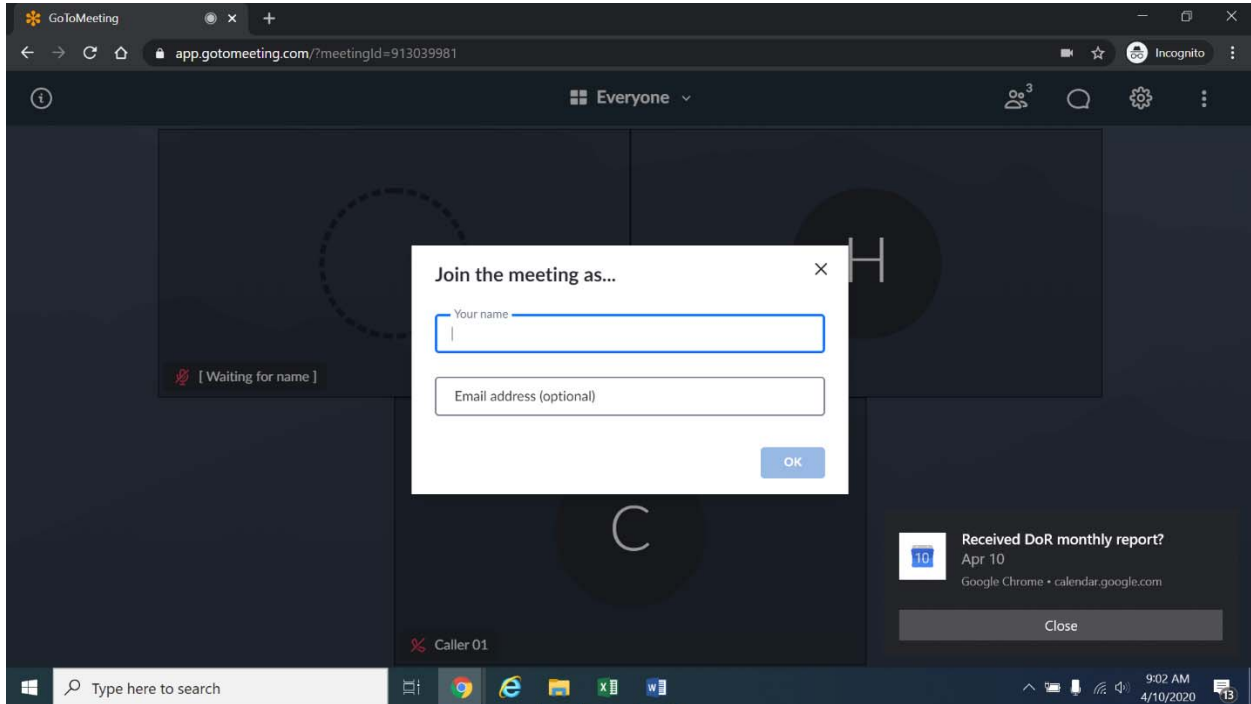 GoToMeeting
app.gotomeeting.com/?meetingId=913039981
Incognito
Everyone
3
H
[ Waiting for name ]
Join the meeting as...
Your name
Email address (optional)
OK
C
Caller 01
10
Received DoR monthly report?
Apr 10
Google Chrome • calendar.google.com
Close
Type here to search
9:02 AM
4/10/2020
13